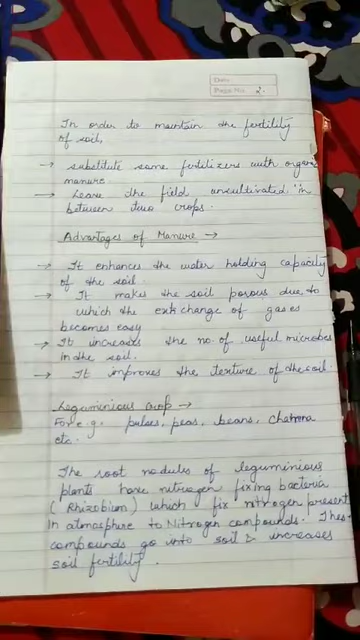 Date
Page No. 2.
In order to maintain the fertility
of soil,
→ substitute some fertilizers with organic
manure
→ Leave the field uncultivated in
between two crops.
Advantages of Manure →
→ It enhances the water holding capacity
of the soil.
→ It makes the soil porous due to
which the exchange of gases
becomes easy
→ It increases the no of useful microbes
in the soil.
→ It improves the texture of the soil.
Leguminious crop →
For e.g. pulses, peas, beans, Channa
etc.
The root nodules of leguminious
plants have nitrogen fixing bacteria
(Rhizobium) which fix nitrogen present
in atmosphere to Nitrogen compounds. These
compounds go into soil & increases
soil fertility.